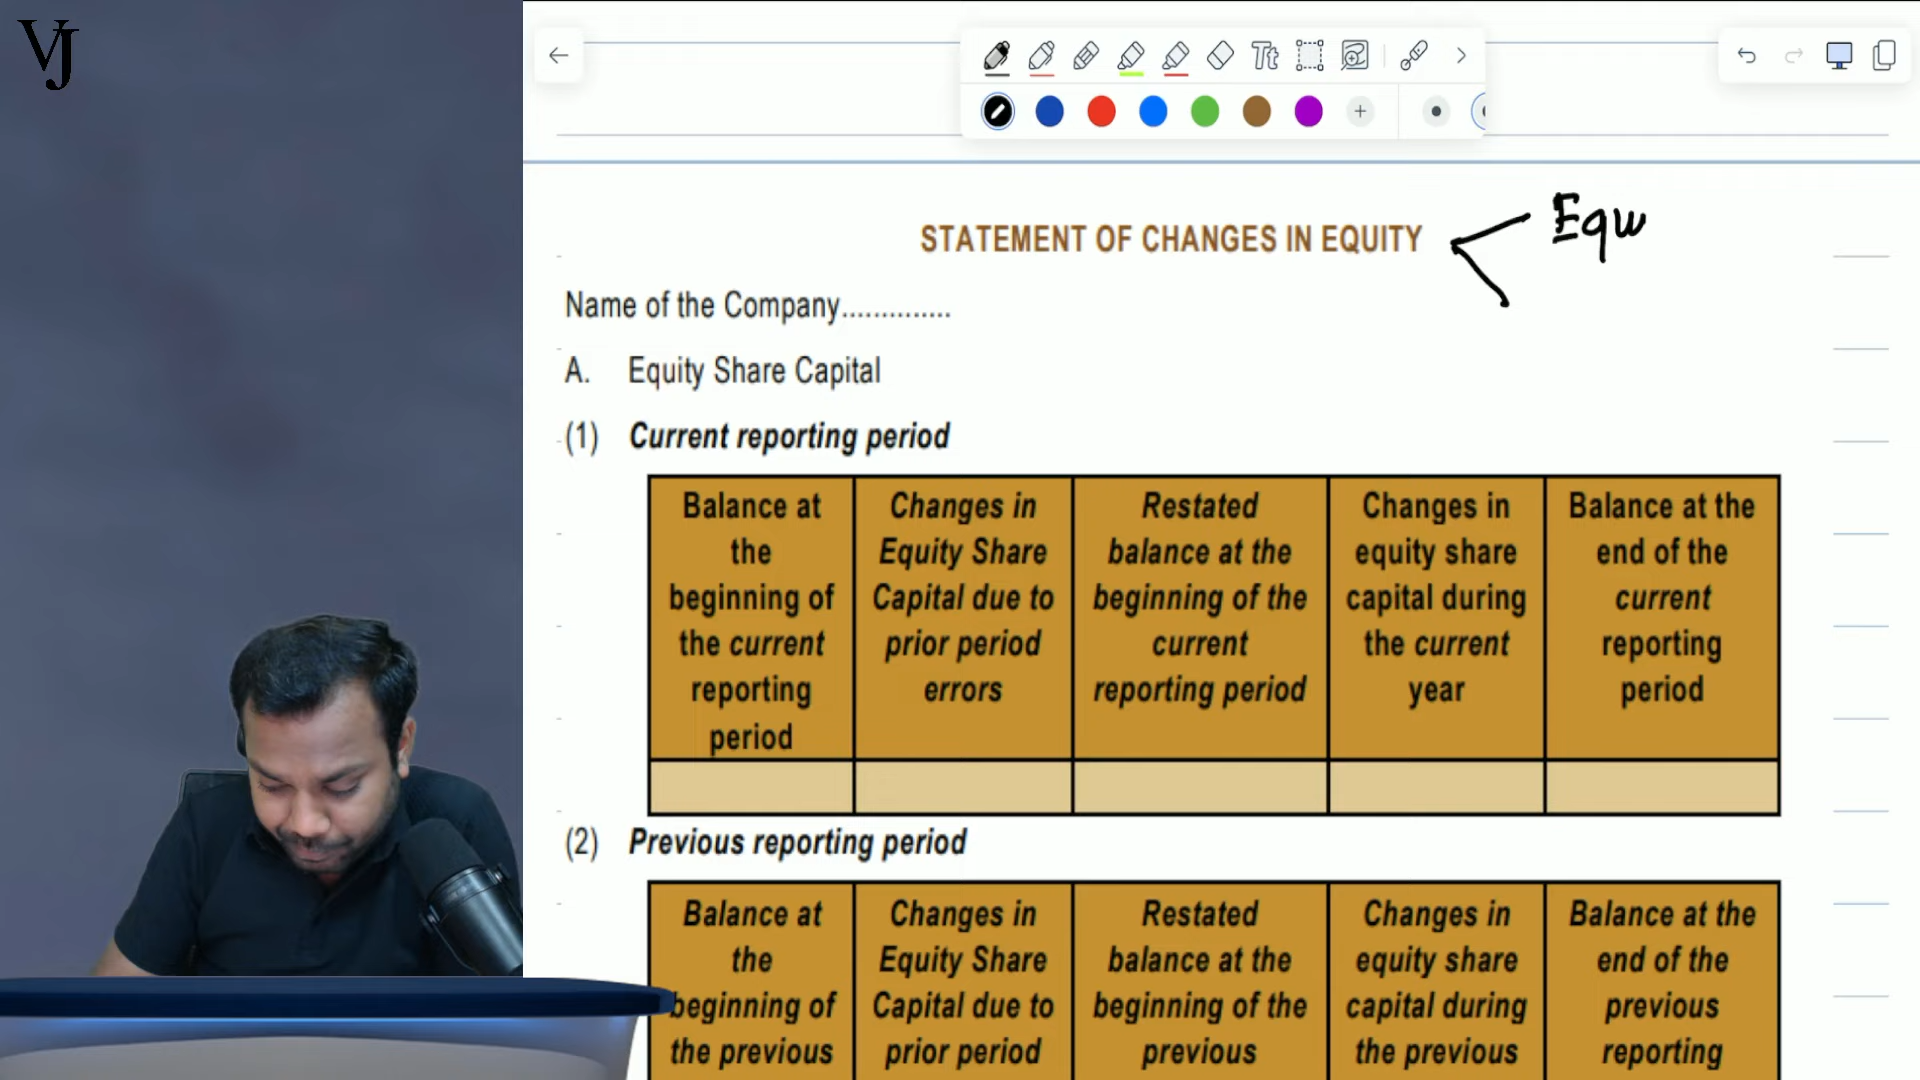 VJ
Tt
STATEMENT OF CHANGES IN EQUITY
Equ
Name of the Company..............
A. Equity Share Capital
(1) Current reporting period
Balance at the beginning of the current reporting period
Changes in Equity Share Capital due to prior period errors
Restated balance at the beginning of the current reporting period
Changes in equity share capital during the current year
Balance at the end of the current reporting period
(2) Previous reporting period
Balance at the beginning of the previous
Changes in Equity Share Capital due to prior period
Restated balance at the beginning of the previous
Changes in equity share capital during the previous
Balance at the end of the previous reporting